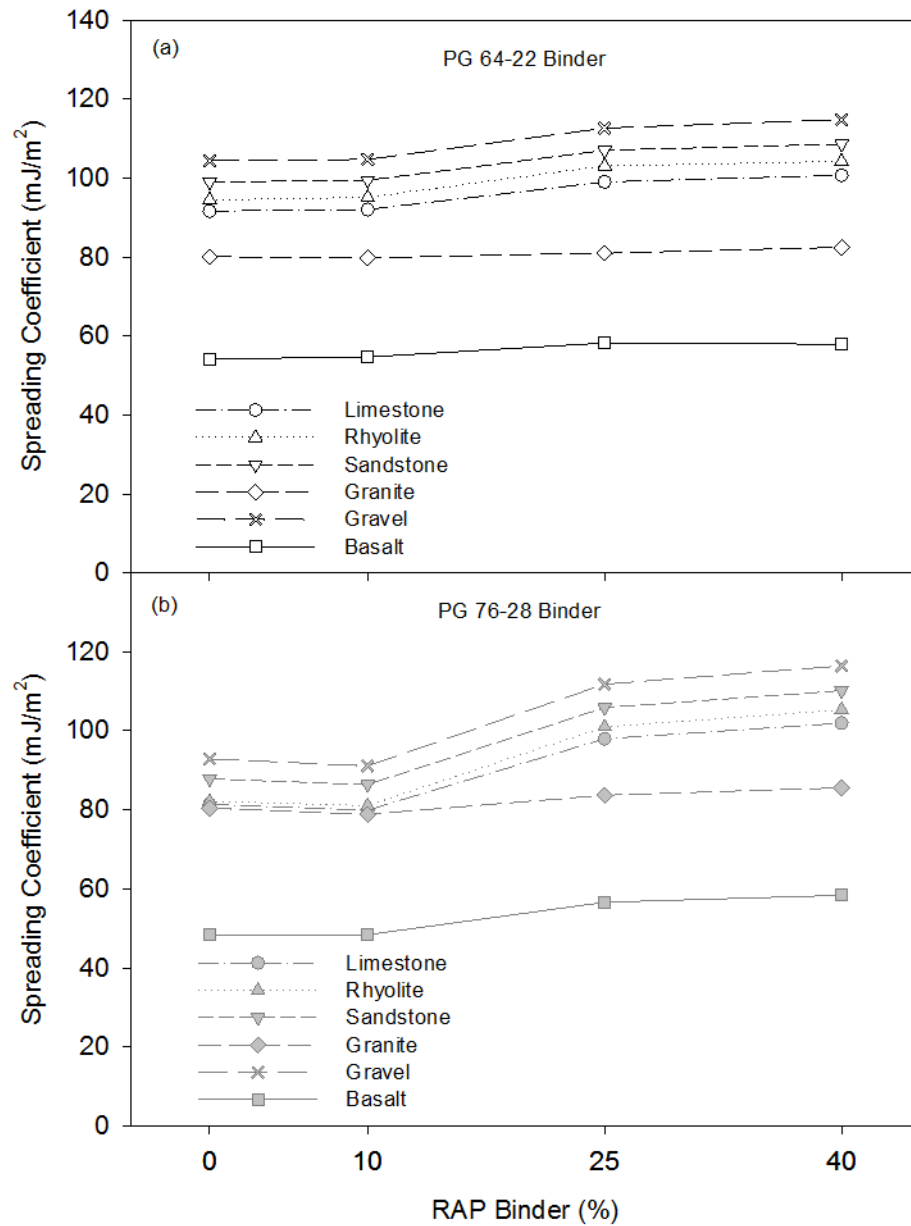 140
(a)
PG 64-22 Binder
120
100
80
60
40
20
0
Spreading Coefficient (mJ/m²)
Limestone
Rhyolite
Sandstone
Granite
Gravel
Basalt
(b)
PG 76-28 Binder
120
100
80
60
40
20
0
Spreading Coefficient (mJ/m²)
Limestone
Rhyolite
Sandstone
Granite
Gravel
Basalt
0 10 25 40
RAP Binder (%)